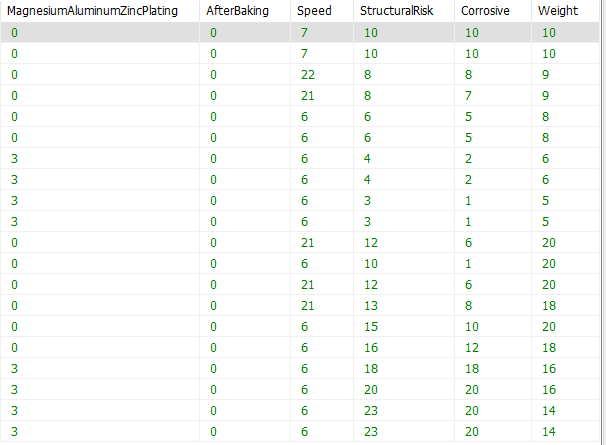 MagnesiumAluminumZincPlating AfterBaking Speed StructuralRisk Corrosive Weight
0 0 7 10 10 10
0 0 7 10 10 10
0 0 22 8 8 9
0 0 21 8 7 9
0 0 6 6 5 8
0 0 6 6 5 8
3 0 6 4 2 6
3 0 6 4 2 6
3 0 6 3 1 5
3 0 6 3 1 5
0 0 21 12 6 20
0 0 6 10 1 20
0 0 21 12 6 20
0 0 21 13 8 18
0 0 6 15 10 20
0 0 6 16 12 18
3 0 6 18 18 16
3 0 6 20 20 16
3 0 6 23 20 14
3 0 6 23 20 14